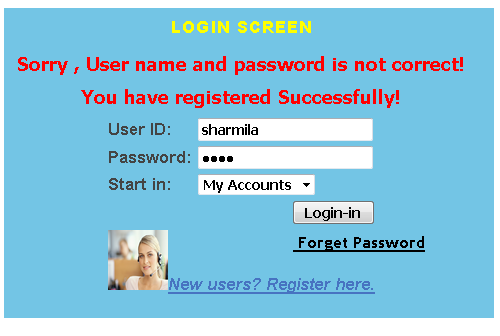 LOGIN SCREEN
Sorry , User name and password is not correct!
You have registered Successfully!
User ID: sharmila
Password: ●●●●
Start in: My Accounts
Login-in
Forget Password
New users? Register here.